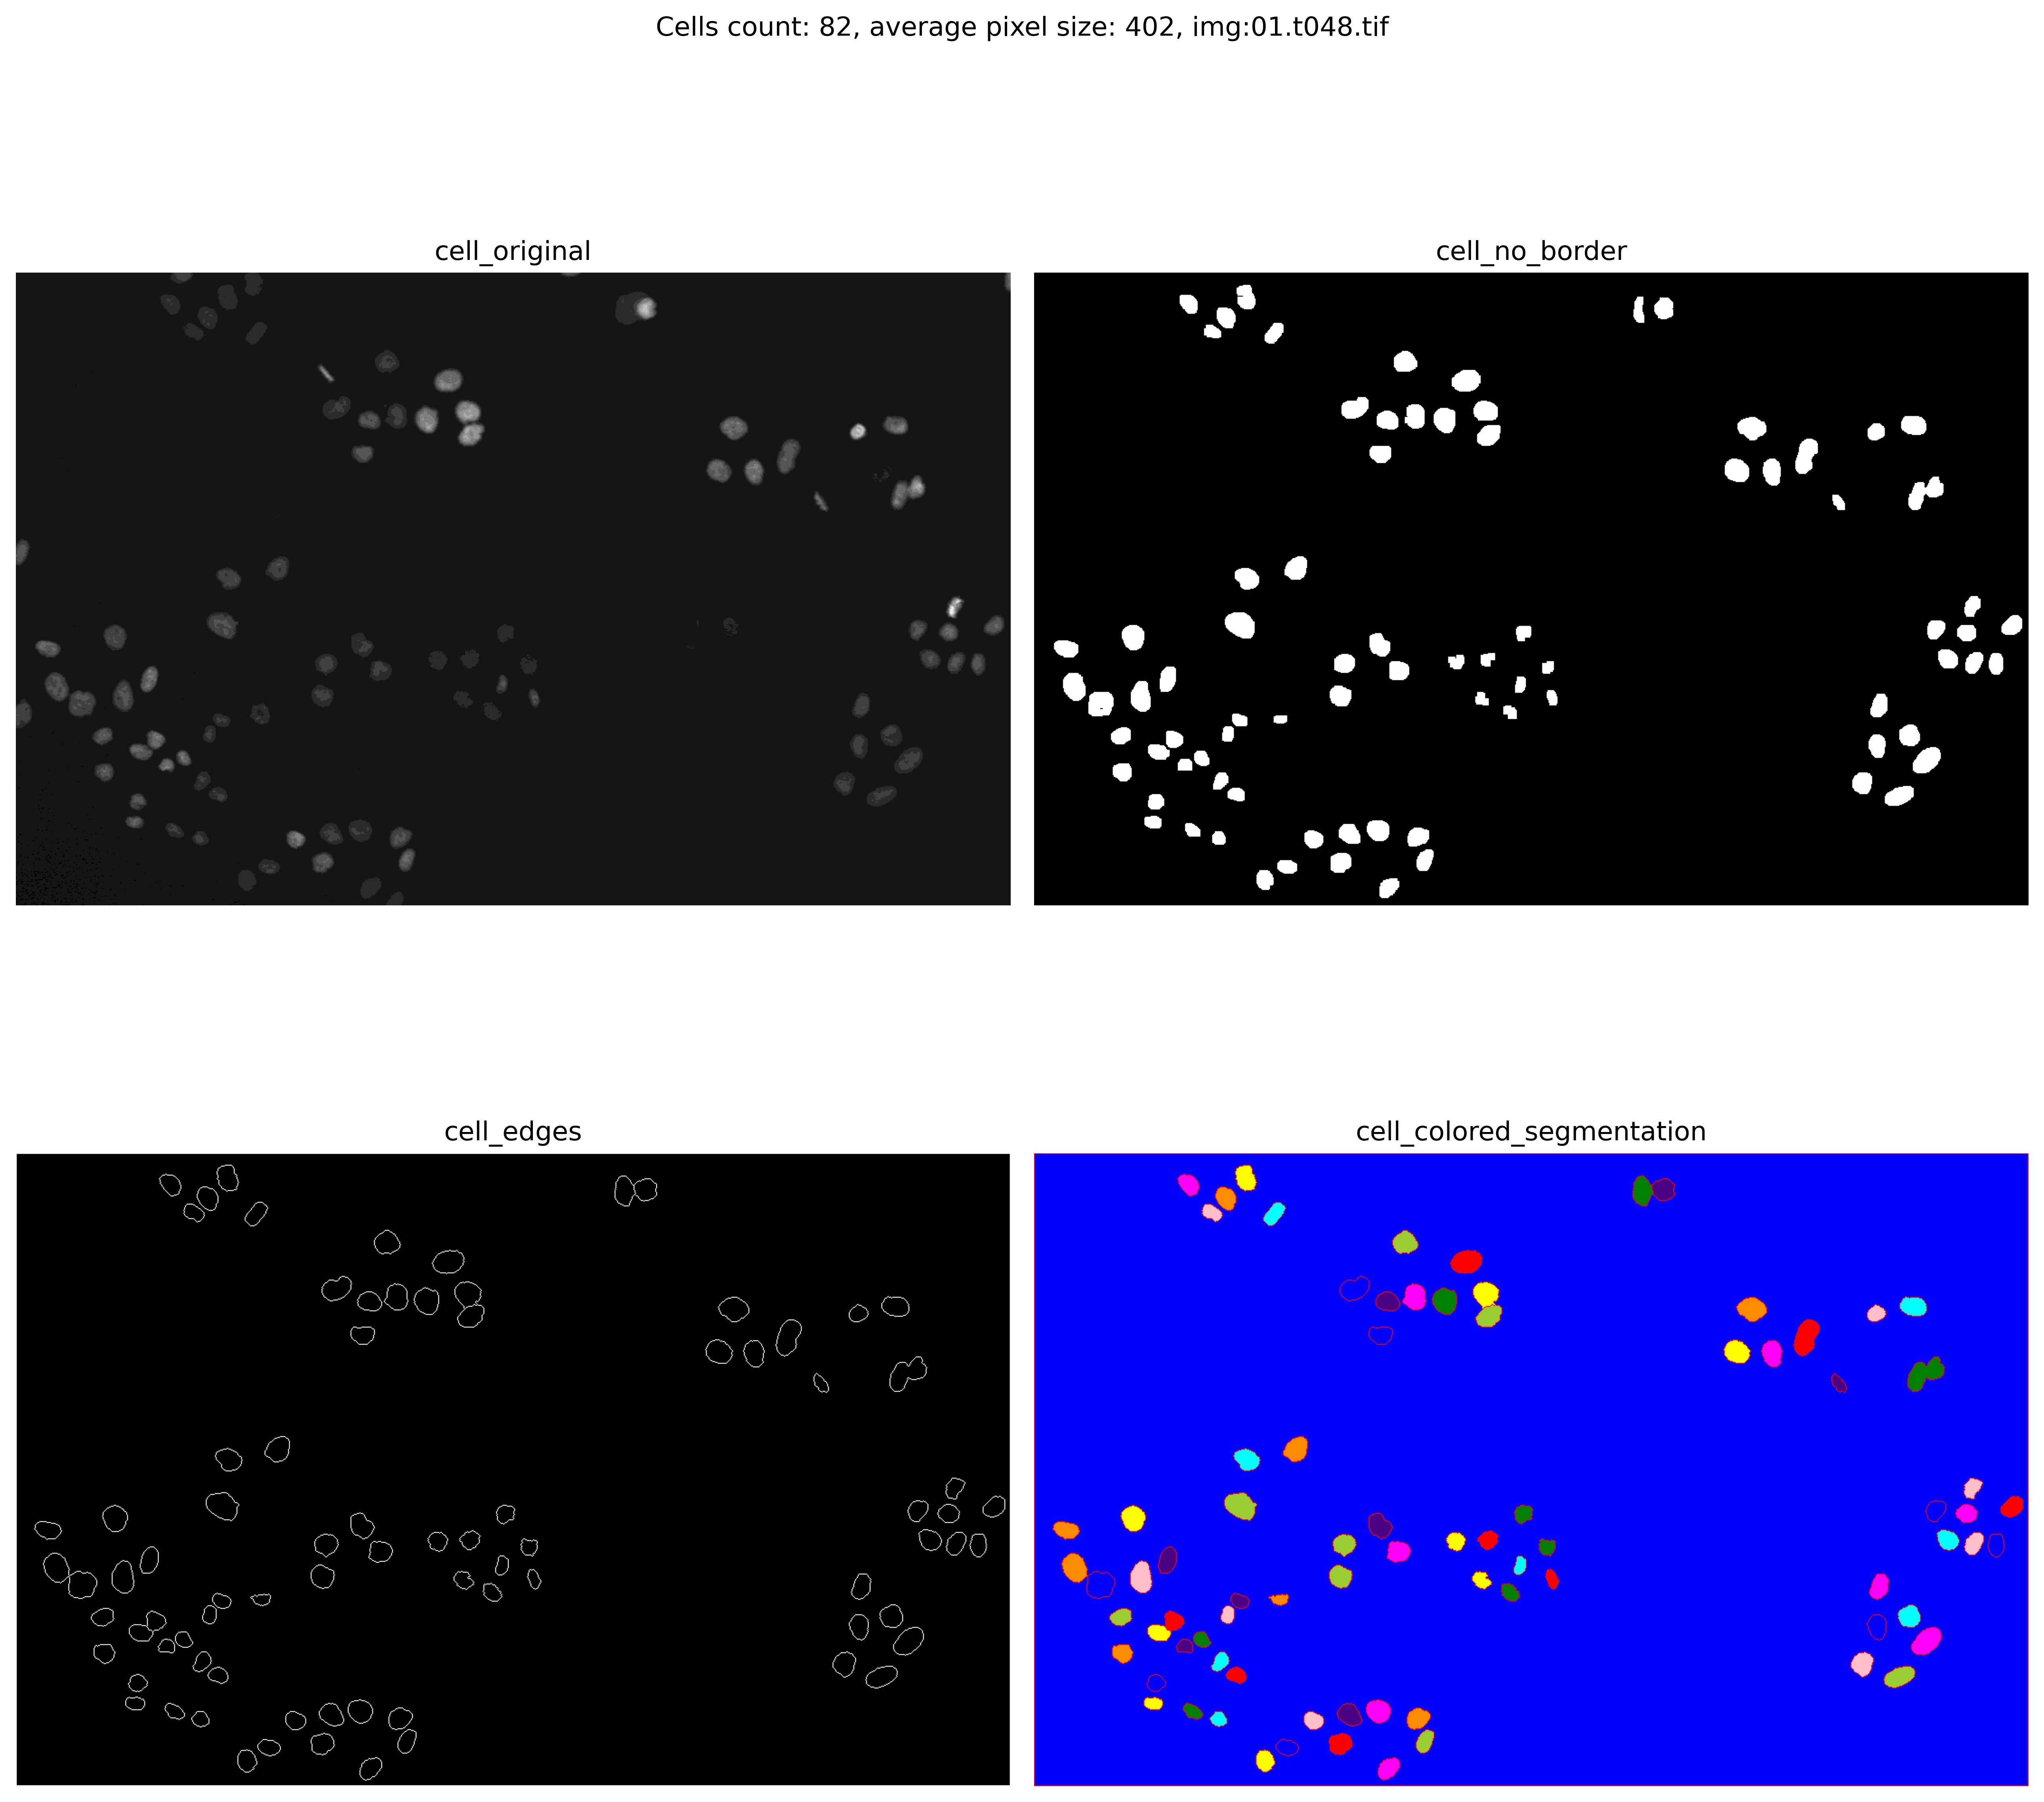 Cells count: 82, average pixel size: 402, img:01.t048.tif
cell_original
cell_no_border
cell_edges
cell_colored_segmentation